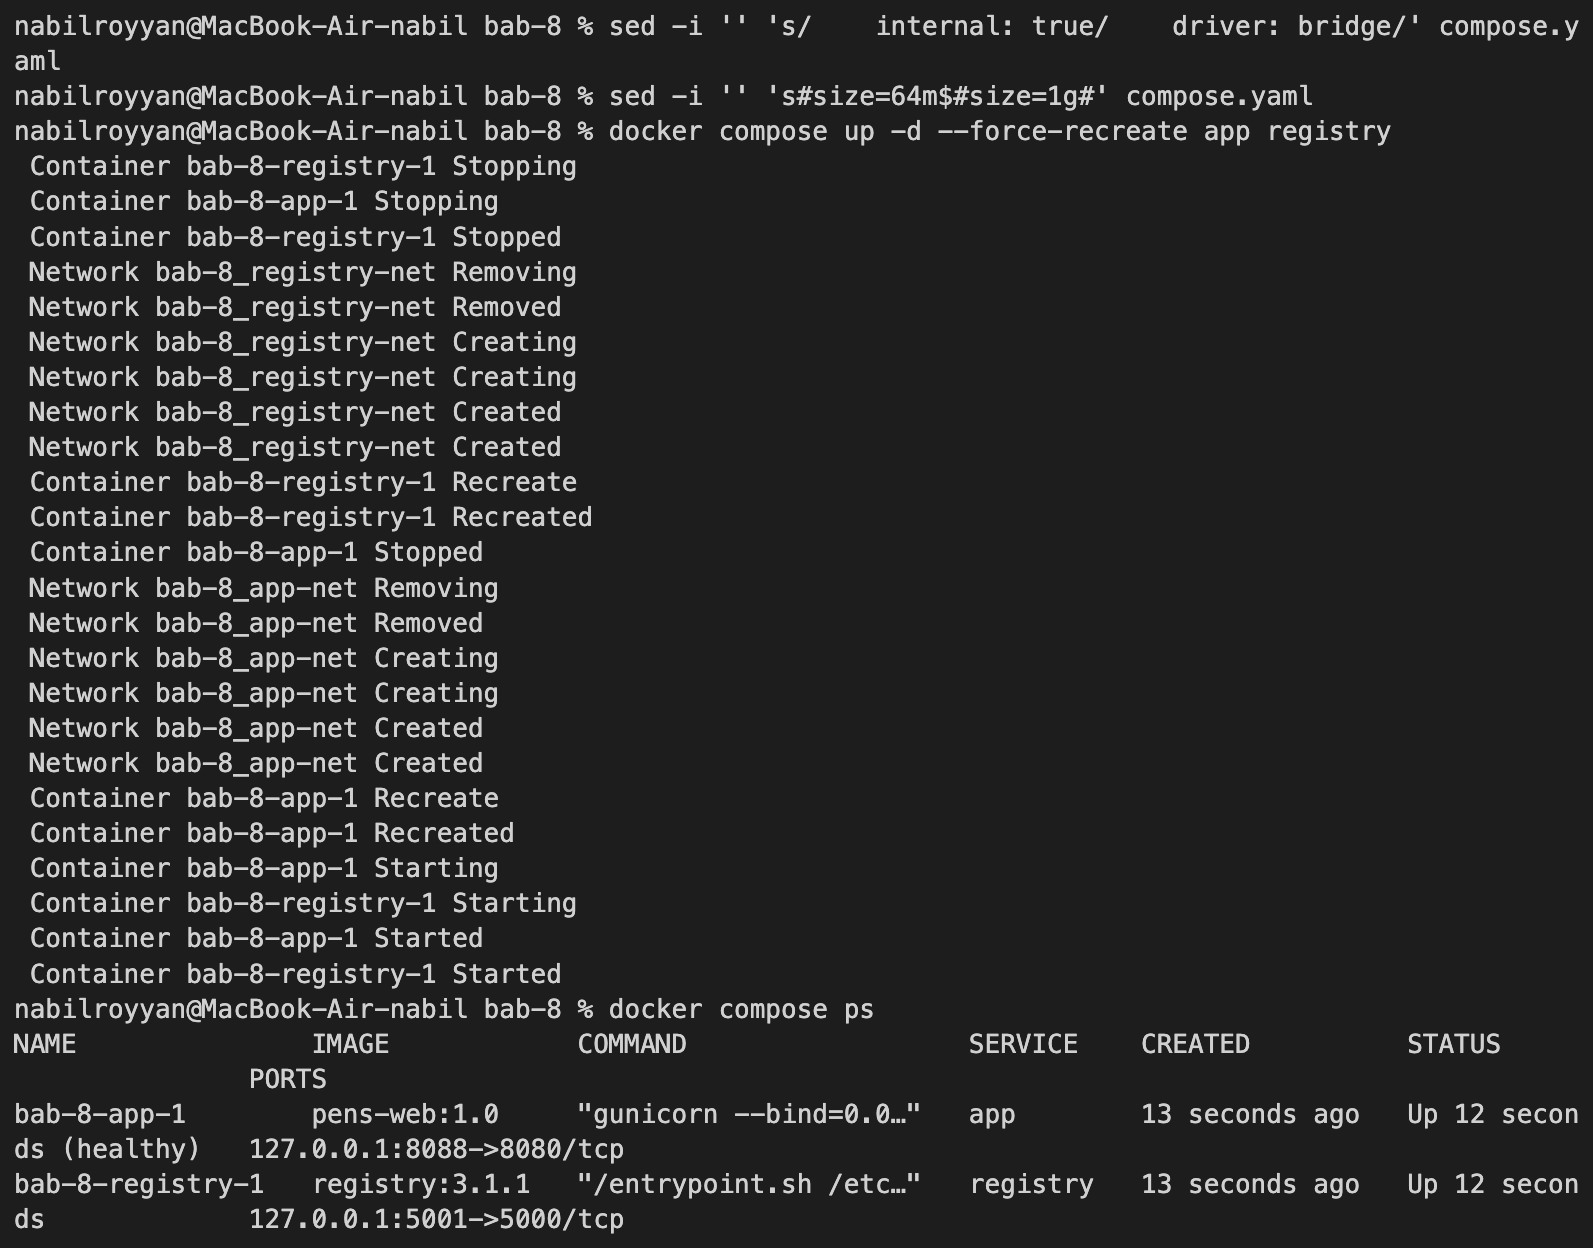 nabilroyyan@MacBook-Air-nabil bab-8 % sed -i '' 's/    internal: true/    driver: bridge/' compose.y
aml
nabilroyyan@MacBook-Air-nabil bab-8 % sed -i '' 's#size=64m$#size=1g#' compose.yaml
nabilroyyan@MacBook-Air-nabil bab-8 % docker compose up -d --force-recreate app registry
 Container bab-8-registry-1 Stopping
 Container bab-8-app-1 Stopping
 Container bab-8-registry-1 Stopped
 Network bab-8_registry-net Removing
 Network bab-8_registry-net Removed
 Network bab-8_registry-net Creating
 Network bab-8_registry-net Creating
 Network bab-8_registry-net Created
 Network bab-8_registry-net Created
 Container bab-8-registry-1 Recreate
 Container bab-8-registry-1 Recreated
 Container bab-8-app-1 Stopped
 Network bab-8_app-net Removing
 Network bab-8_app-net Removed
 Network bab-8_app-net Creating
 Network bab-8_app-net Creating
 Network bab-8_app-net Created
 Network bab-8_app-net Created
 Container bab-8-app-1 Recreate
 Container bab-8-app-1 Recreated
 Container bab-8-app-1 Starting
 Container bab-8-registry-1 Starting
 Container bab-8-app-1 Started
 Container bab-8-registry-1 Started
nabilroyyan@MacBook-Air-nabil bab-8 % docker compose ps
NAME               IMAGE            COMMAND                  SERVICE    CREATED          STATUS
               PORTS
bab-8-app-1        pens-web:1.0     "gunicorn --bind=0.0…"   app        13 seconds ago   Up 12 secon
ds (healthy)   127.0.0.1:8088->8080/tcp
bab-8-registry-1   registry:3.1.1   "/entrypoint.sh /etc…"   registry   13 seconds ago   Up 12 secon
ds             127.0.0.1:5001->5000/tcp